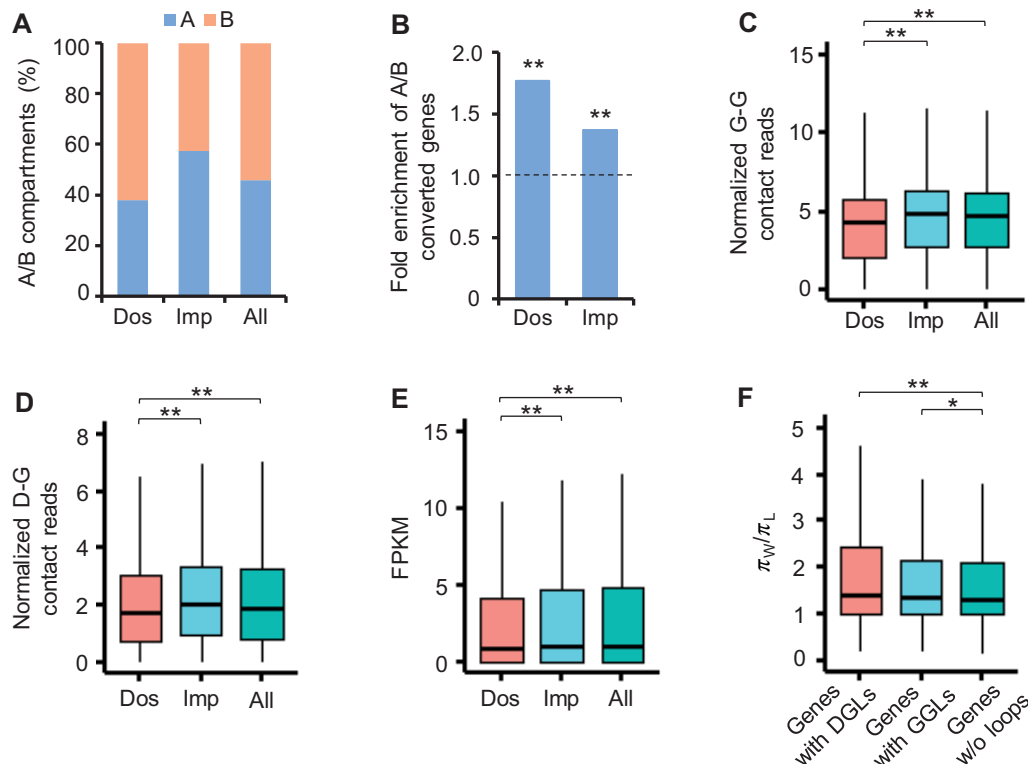 A
A B
A/B compartments (%)
100
80
60
40
20
0
Dos Imp All
B
Fold enrichment of A/B
converted genes
2.0
1.5
1.0
0.5
0
** **
Dos Imp
C
Normalized G-G
contact reads
15
10
5
0
**
**
Dos Imp All
D
Normalized D-G
contact reads
8
6
4
2
0
**
**
Dos Imp All
E
FPKM
15
10
5
0
**
**
Dos Imp All
F
πW/πL
5
4
3
2
1
0
**
*
Genes
with DGLs
Genes
with GGLs
Genes
w/o loops